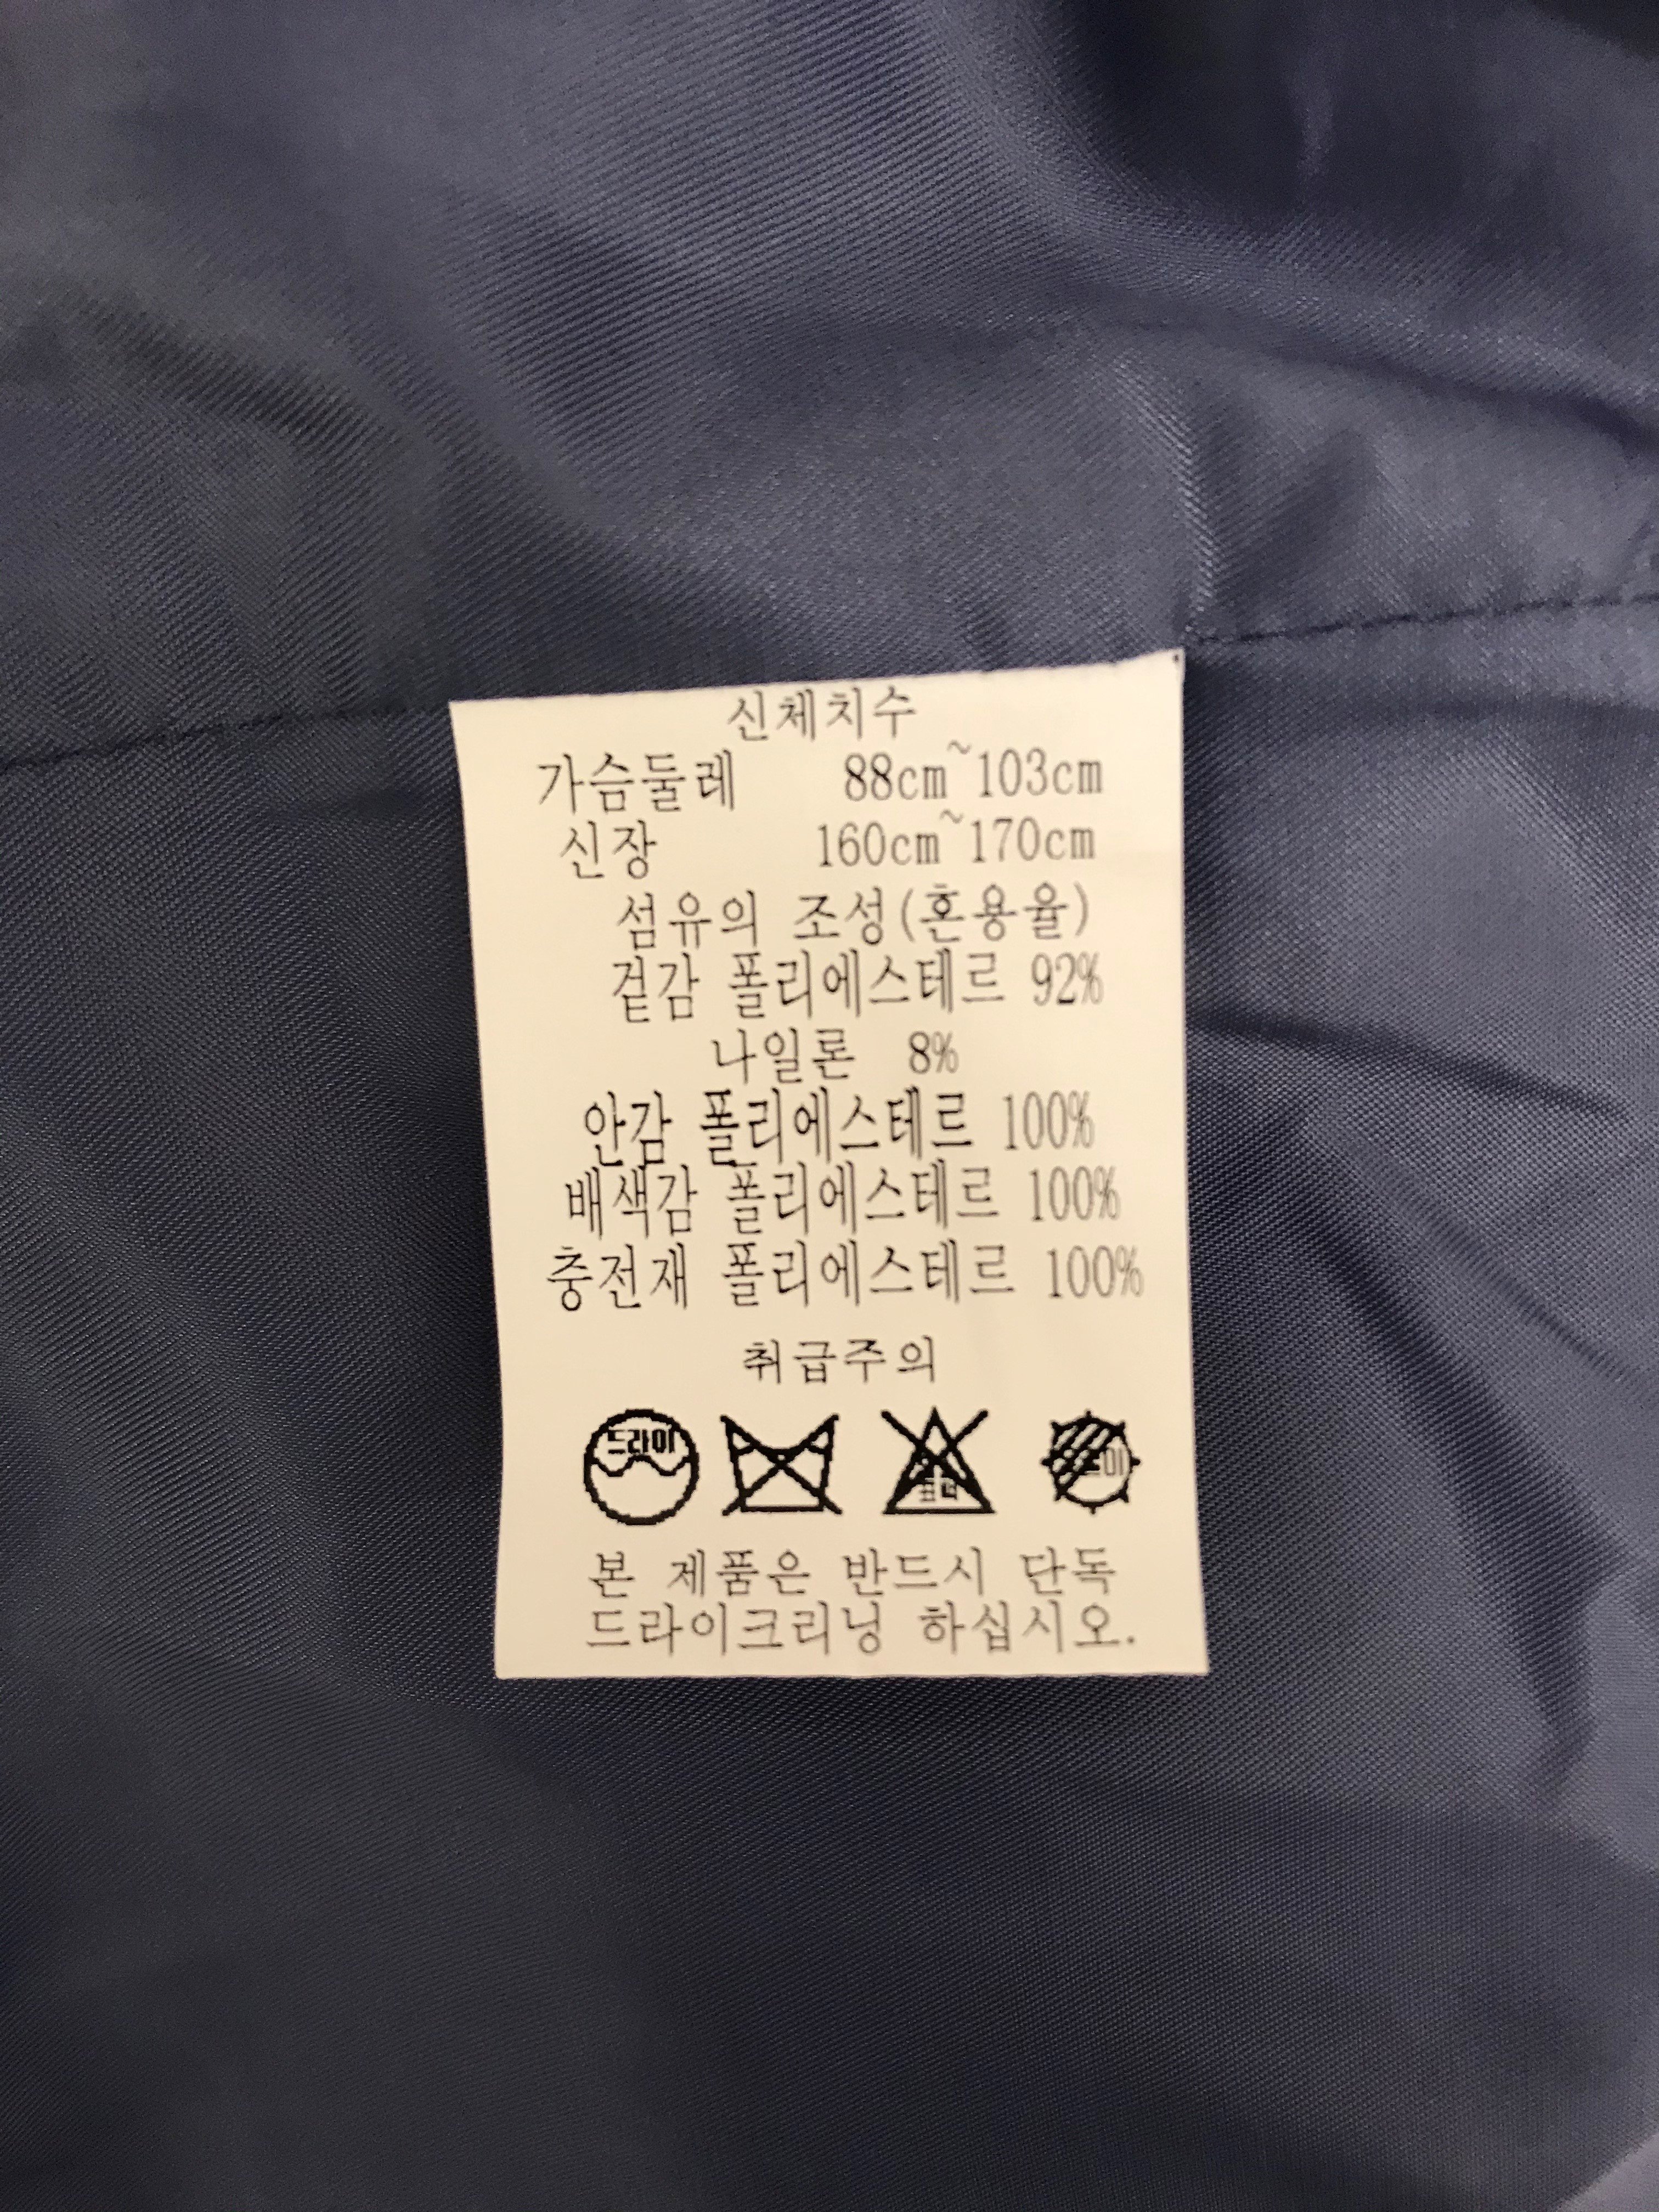 신체치수
가슴둘레 88cm~103cm
신장 160cm~170cm
섬유의 조성(혼용율)
겉감 폴리에스테르 92%
나일론 8%
안감 폴리에스테르 100%
배색감 폴리에스테르 100%
충전재 폴리에스테르 100%
취급주의
드라이
본 제품은 반드시 단독
드라이크리닝 하십시오.